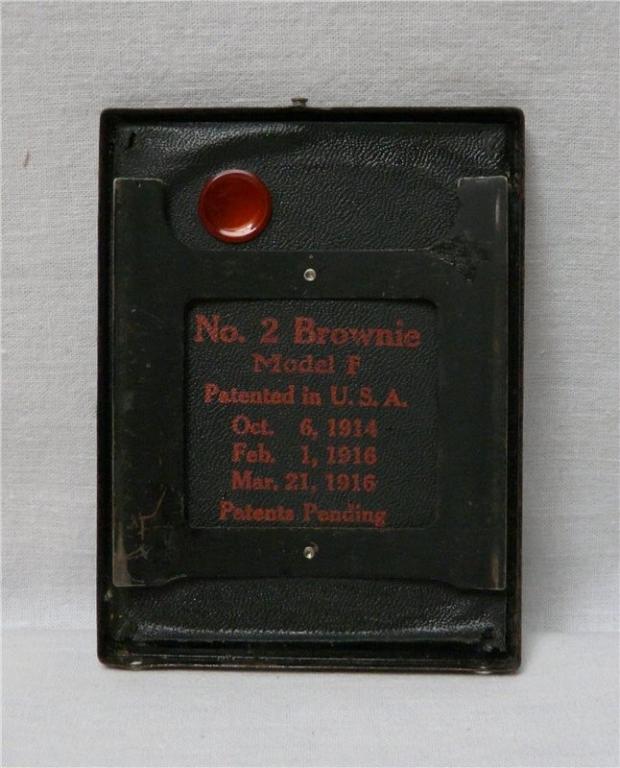 No. 2 Brownie
Model F
Patented in U. S. A.
Oct. 6, 1914
Feb. 1, 1916
Mar. 21, 1916
Patents Pending